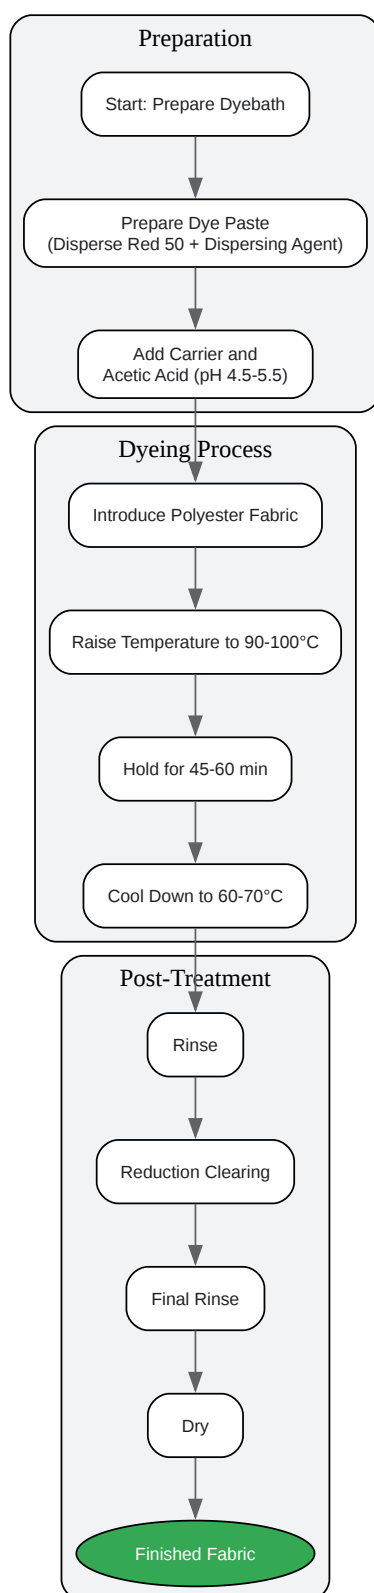 Preparation
Start: Prepare Dyebath
Prepare Dye Paste
(Disperse Red 50 + Dispersing Agent)
Add Carrier and
Acetic Acid (pH 4.5-5.5)
Dyeing Process
Introduce Polyester Fabric
Raise Temperature to 90-100°C
Hold for 45-60 min
Cool Down to 60-70°C
Post-Treatment
Rinse
Reduction Clearing
Final Rinse
Dry
Finished Fabric